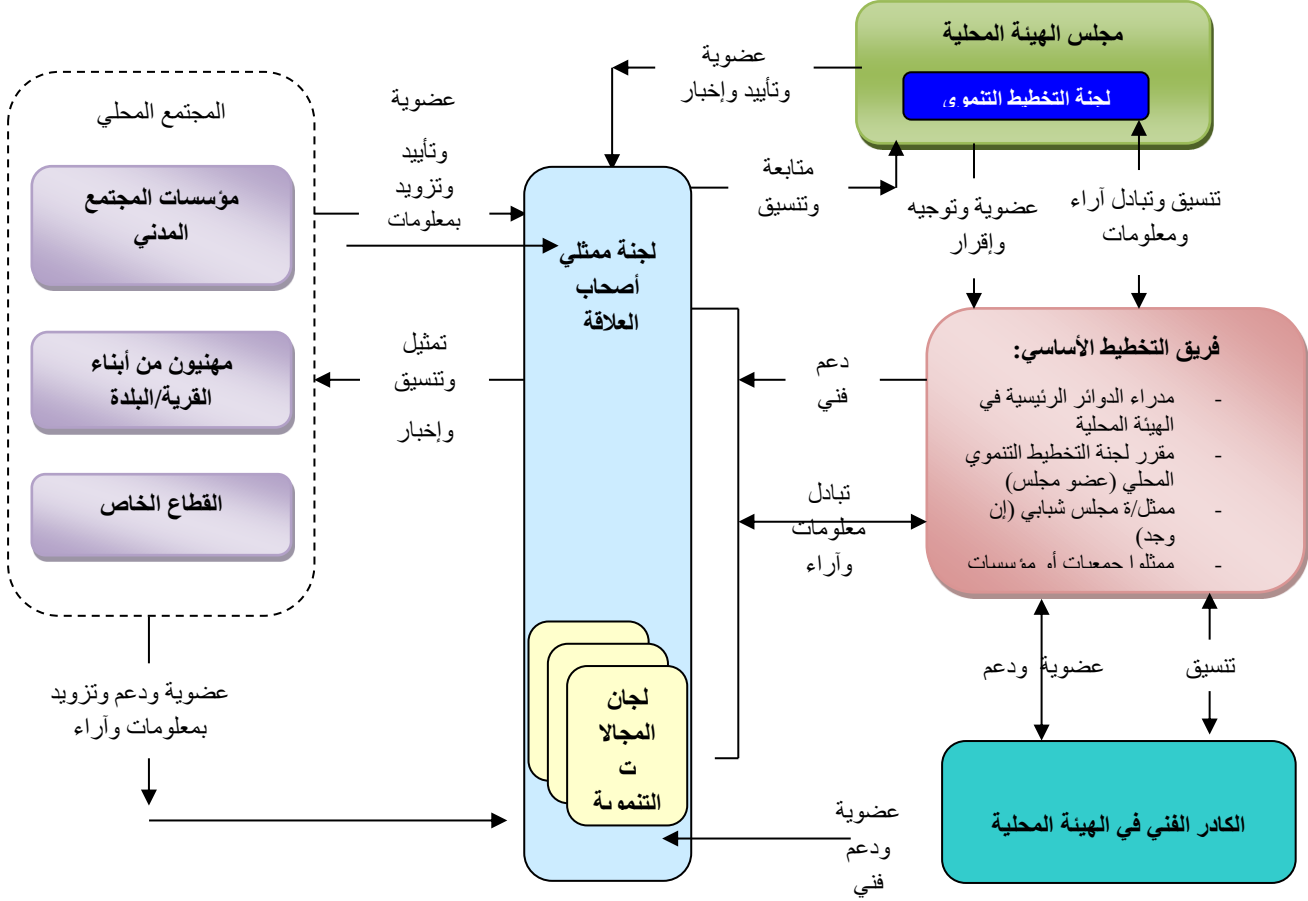 مجلس الهيئة المحلية
لجنة التخطيط التنموي
عضوية
وتأييد وإخبار
المجتمع المحلي
مؤسسات المجتمع
المدني
مهنيون من أبناء
القرية/البلدة
القطاع الخاص
عضوية
وتأييد
وتزويد
بمعلومات
متابعة
وتنسيق
عضوية وتوجيه
وإقرار
تنسيق وتبادل آراء
ومعلومات
لجنة ممثلي
أصحاب
العلاقة
تمثيل
وتنسيق
وإخبار
دعم
فني
فريق التخطيط الأساسي:
- مدراء الدوائر الرئيسية في
الهيئة المحلية
- مقرر لجنة التخطيط التنموي
المحلي (عضو مجلس)
- ممثل/ة مجلس شبابي (إن
وجد)
- ممثلوا جمعيات أو مؤسسات
تبادل
معلومات
وآراء
عضوية ودعم وتزويد
بمعلومات وآراء
لجان
المجالا
ت
التنموية
عضوية ودعم
تنسيق
الكادر الفني في الهيئة المحلية
عضوية
ودعم
فني